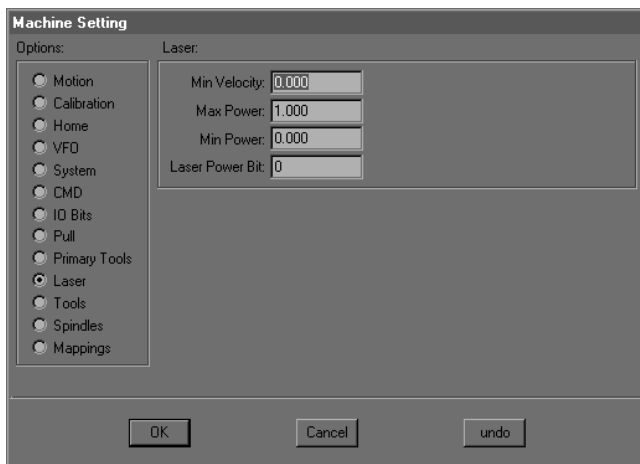 Machine Setting
Options:
Motion
Calibration
Home
VFO
System
CMD
IO Bits
Pull
Primary Tools
Laser
Tools
Spindles
Mappings
Laser:
Min Velocity: 0.000
Max Power: 1.000
Min Power: 0.000
Laser Power Bit: 0
OK
Cancel
undo